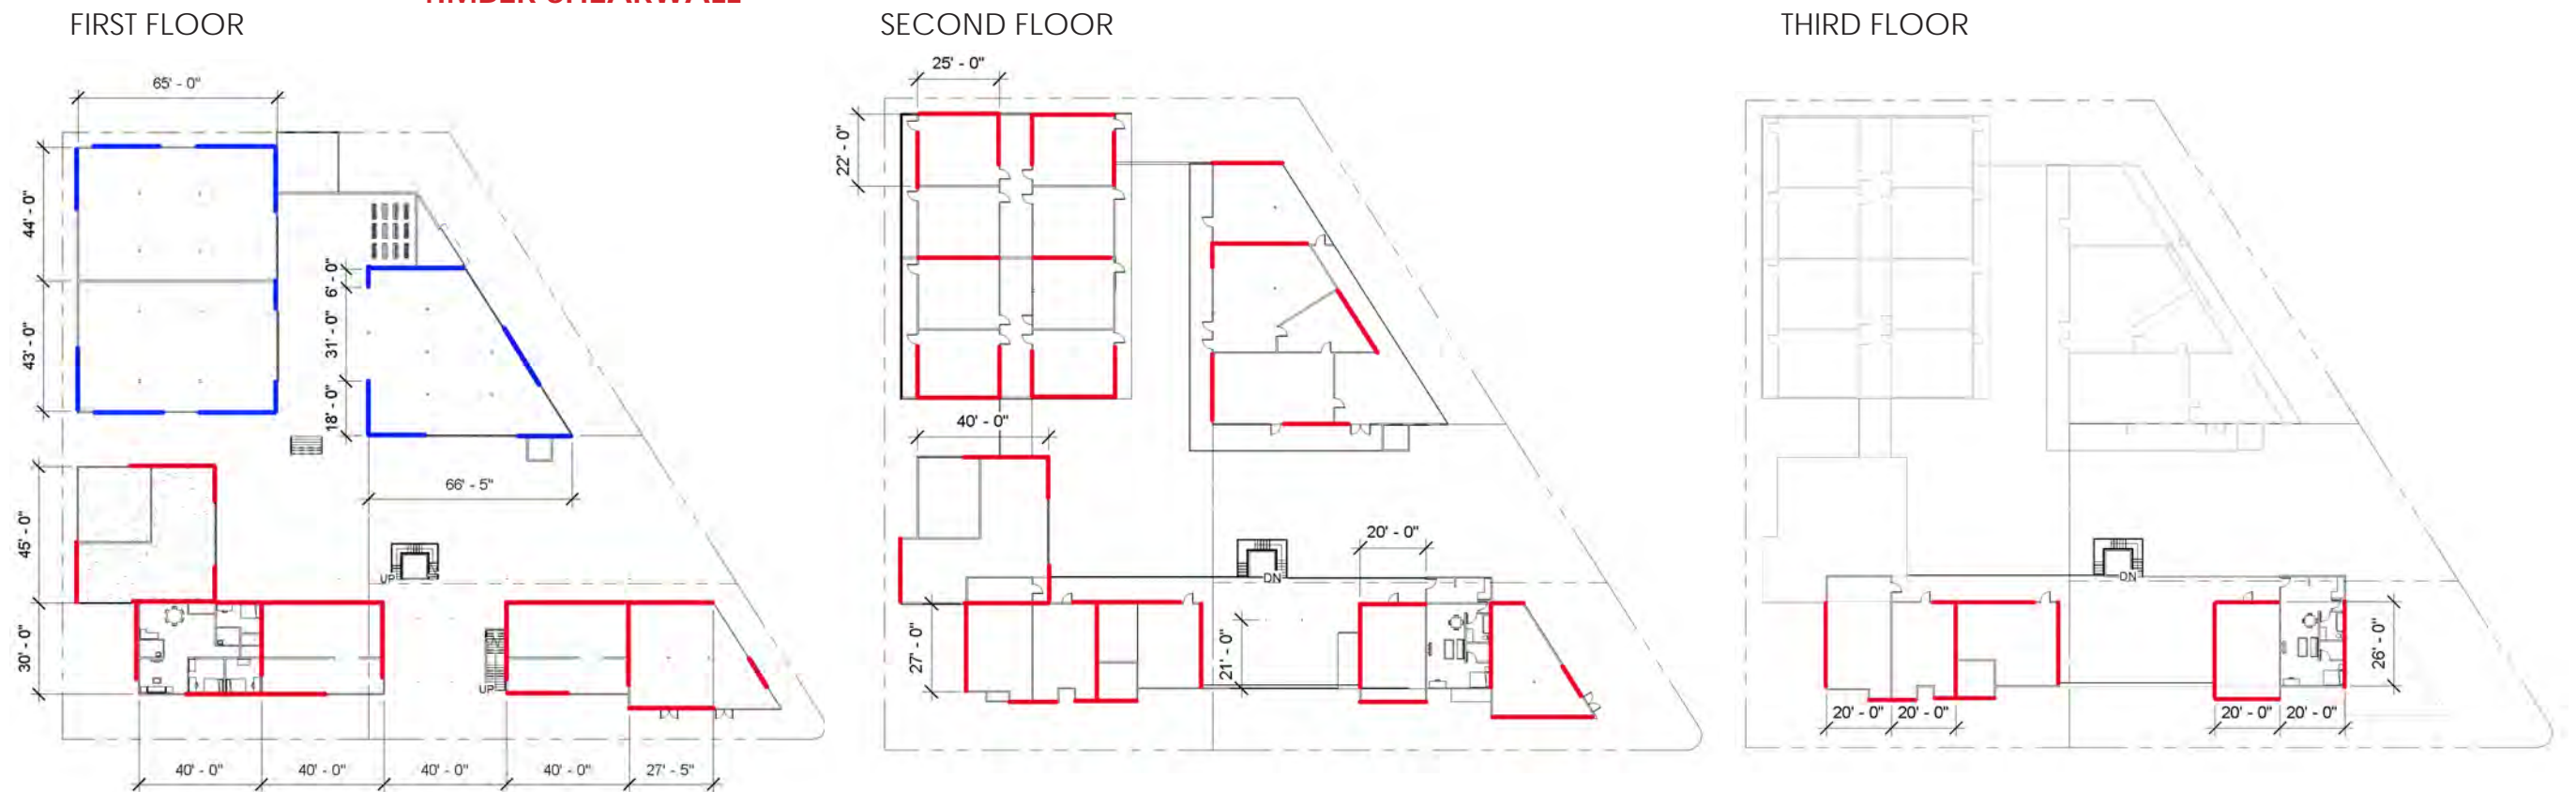 TIMBER SHEARWALL
FIRST FLOOR
65' - 0"
44' - 0"
43' - 0"
6' - 0"
31' - 0"
18' - 0"
66' - 5"
45' - 0"
30' - 0"
UP
UP
40' - 0"
40' - 0"
40' - 0"
40' - 0"
27' - 5"
SECOND FLOOR
25' - 0"
22' - 0"
40' - 0"
20' - 0"
DN
27' - 0"
21' - 0"
THIRD FLOOR
DN
26' - 0"
20' - 0"
20' - 0"
20' - 0"
20' - 0"